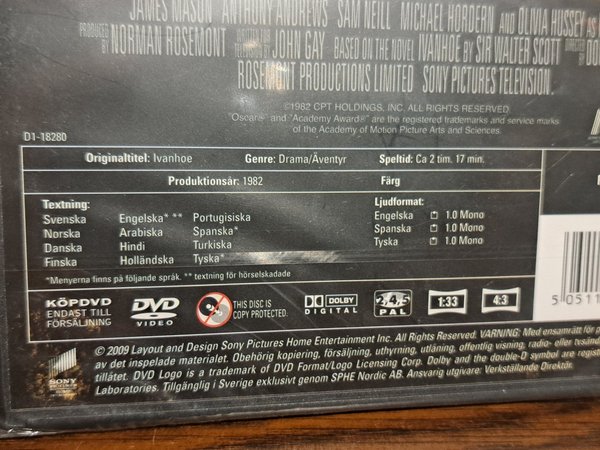 JAMES MASON ANTHONY ANDREWS SAM NEILL MICHAEL HORDERN AND OLIVIA HUSSEY AS
PRODUCED BY NORMAN ROSEMONT JOHN GAY BASED ON THE NOVEL IVANHOE BY SIR WALTER SCOTT DIRECTED BY
ROSEMONT PRODUCTIONS LIMITED SONY PICTURES TELEVISION
©1982 CPT HOLDINGS, INC. ALL RIGHTS RESERVED.
"Oscar® and "Academy Award®" are the registered trademarks and service marks
of the Academy of Motion Picture Arts and Sciences.
D1-18280
Originaltitel: Ivanhoe Genre: Drama/Äventyr Speltid: Ca 2 tim. 17 min.
Produktionsår: 1982 Färg
Textning: Ljudformat:
Svenska Engelska* ** Portugisiska Engelska 1.0 Mono
Norska Arabiska Spanska* Spanska 1.0 Mono
Danska Hindi Turkiska Tyska 1.0 Mono
Finska Holländska Tyska*
*Menyerna finns på följande språk. ** textning för hörselskadade
KÖPDVD ENDAST TILL FÖRSÄLJNING
DVD VIDEO
THIS DISC IS COPY PROTECTED.
DOLBY DIGITAL
2,4,5 PAL
1:33
4:3
5 0511
© 2009 Layout and Design Sony Pictures Home Entertainment Inc. All Rights Reserved. VARNING: Med ensamrätt för p
av det inspelade materialet. Obehörig kopiering, försäljning, uthyrning, utlåning, offentlig visning, radio- eller
tillåtet. DVD Logo is a trademark of DVD Format/Logo Licensing Corp. Dolby and the double-D symbol are regist
Laboratories. Tillgänglig i Sverige exklusivt genom SPHE Nordic AB. Ansvarig utgivare: Verkställande Direktör.
SONY